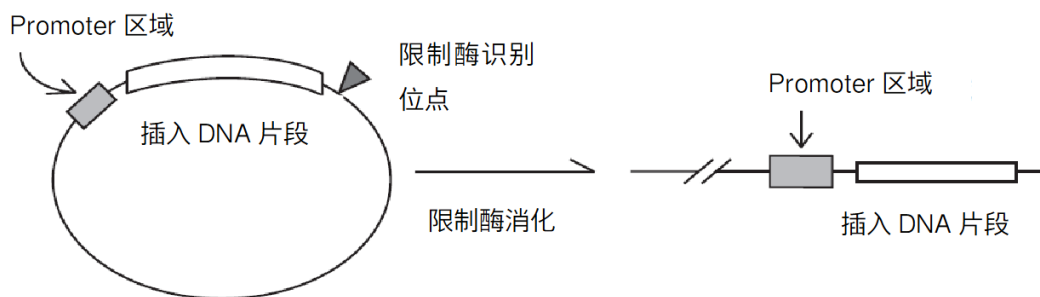 Promoter 区域
限制酶识别
位点
插入 DNA 片段
限制酶消化
Promoter 区域
插入 DNA 片段